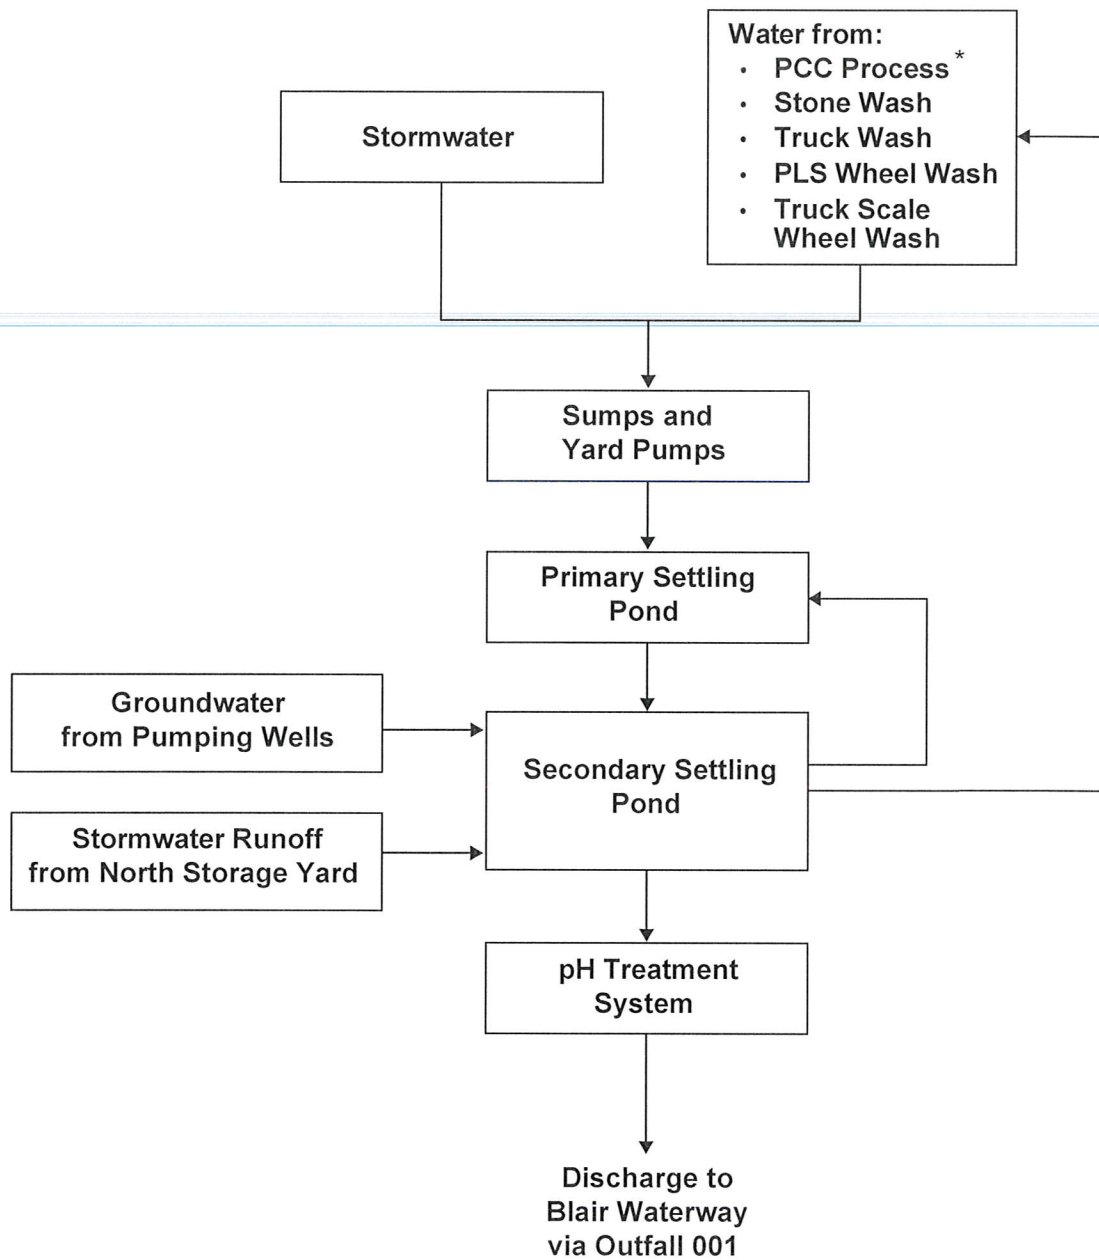 Water from:
· PCC Process *
· Stone Wash
· Truck Wash
· PLS Wheel Wash
· Truck Scale
Wheel Wash
Stormwater
Sumps and
Yard Pumps
Primary Settling
Pond
Groundwater
from Pumping Wells
Secondary Settling
Pond
Stormwater Runoff
from North Storage Yard
pH Treatment
System
Discharge to
Blair Waterway
via Outfall 001